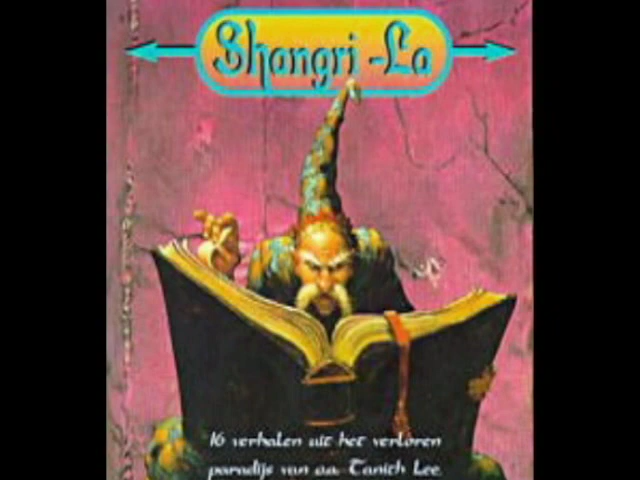 Shangri-La
16 verhalen uit het verloren
paradijs van o.a. Tanith Lee